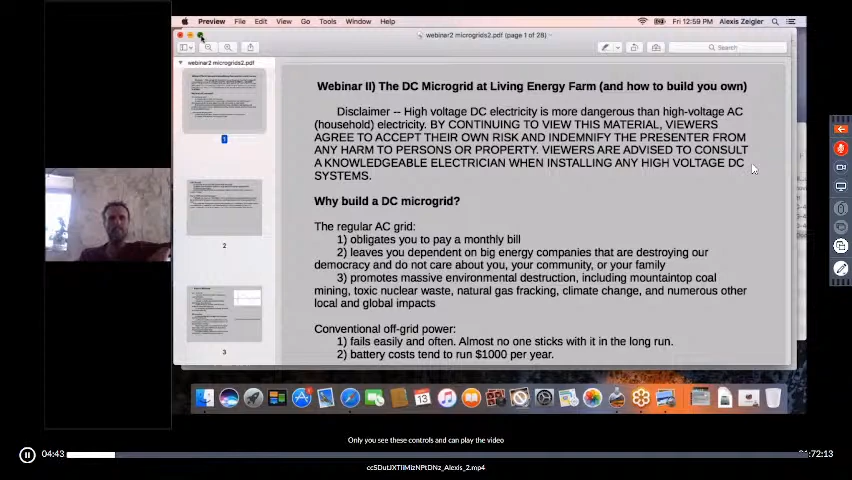 Preview File Edit View Go Tools Window Help
Fri 12:59 PM Alexis Zeigler
webinar2 microgrids2.pdf (page 1 of 28)
Search
webinar2 microgrids2.pdf
1
2
3
Webinar II) The DC Microgrid at Living Energy Farm (and how to build you own)
Disclaimer -- High voltage DC electricity is more dangerous than high-voltage AC
(household) electricity. BY CONTINUING TO VIEW THIS MATERIAL, VIEWERS
AGREE TO ACCEPT THEIR OWN RISK AND INDEMNIFY THE PRESENTER FROM
ANY HARM TO PERSONS OR PROPERTY. VIEWERS ARE ADVISED TO CONSULT
A KNOWLEDGEABLE ELECTRICIAN WHEN INSTALLING ANY HIGH VOLTAGE DC
SYSTEMS.
Why build a DC microgrid?
The regular AC grid:
1) obligates you to pay a monthly bill
2) leaves you dependent on big energy companies that are destroying our
democracy and do not care about you, your community, or your family
3) promotes massive environmental destruction, including mountaintop coal
mining, toxic nuclear waste, natural gas fracking, climate change, and numerous other
local and global impacts
Conventional off-grid power:
1) fails easily and often. Almost no one sticks with it in the long run.
2) battery costs tend to run $1000 per year.
13
Only you see these controls and can play the video
04:43
:72:13